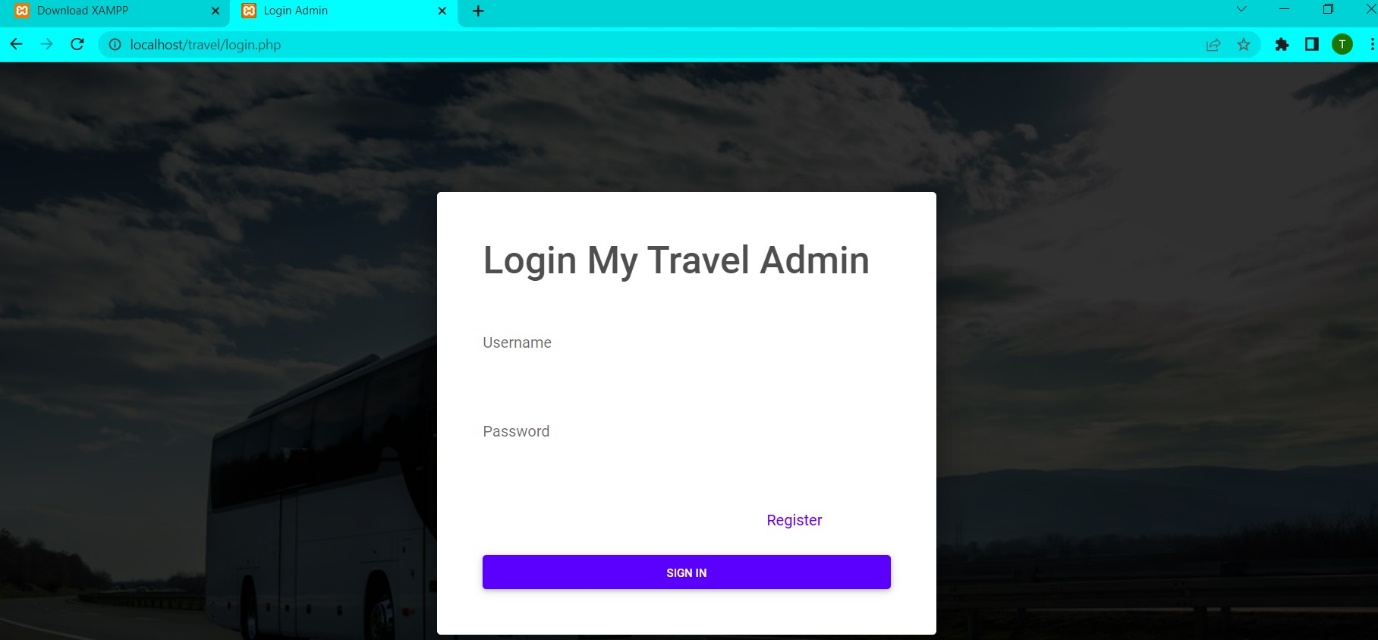 Download XAMPP
Login Admin
localhost/travel/login.php
T
Login My Travel Admin
Username
Password
Register
SIGN IN